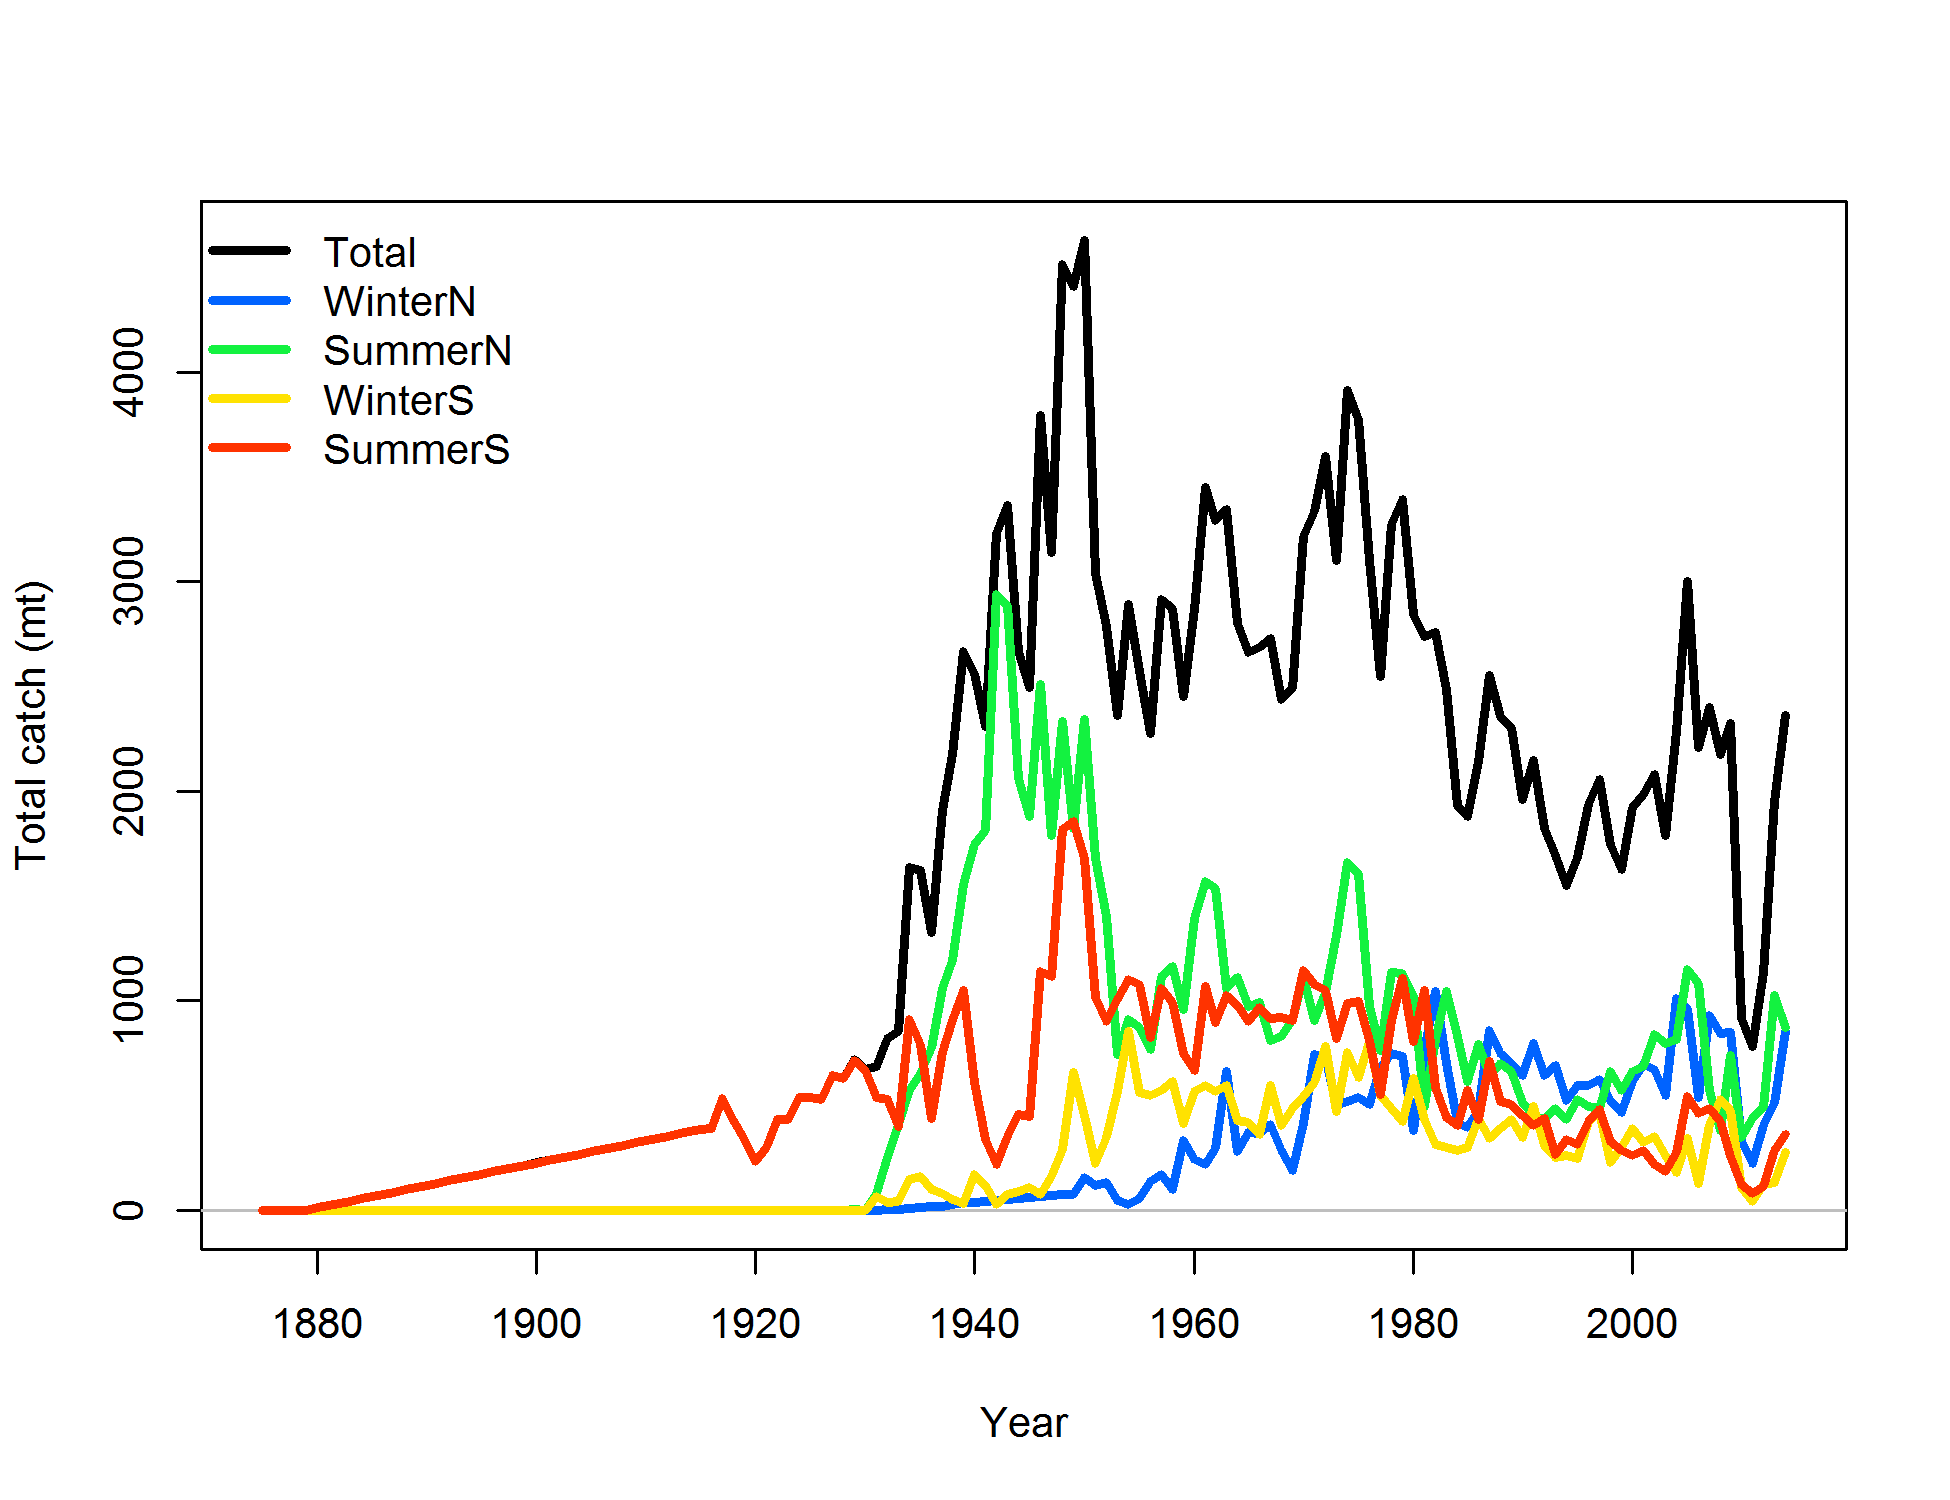 Total
WinterN
SummerN
WinterS
SummerS
Total catch (mt)
4000
3000
2000
1000
0
1880 1900 1920 1940 1960 1980 2000
Year